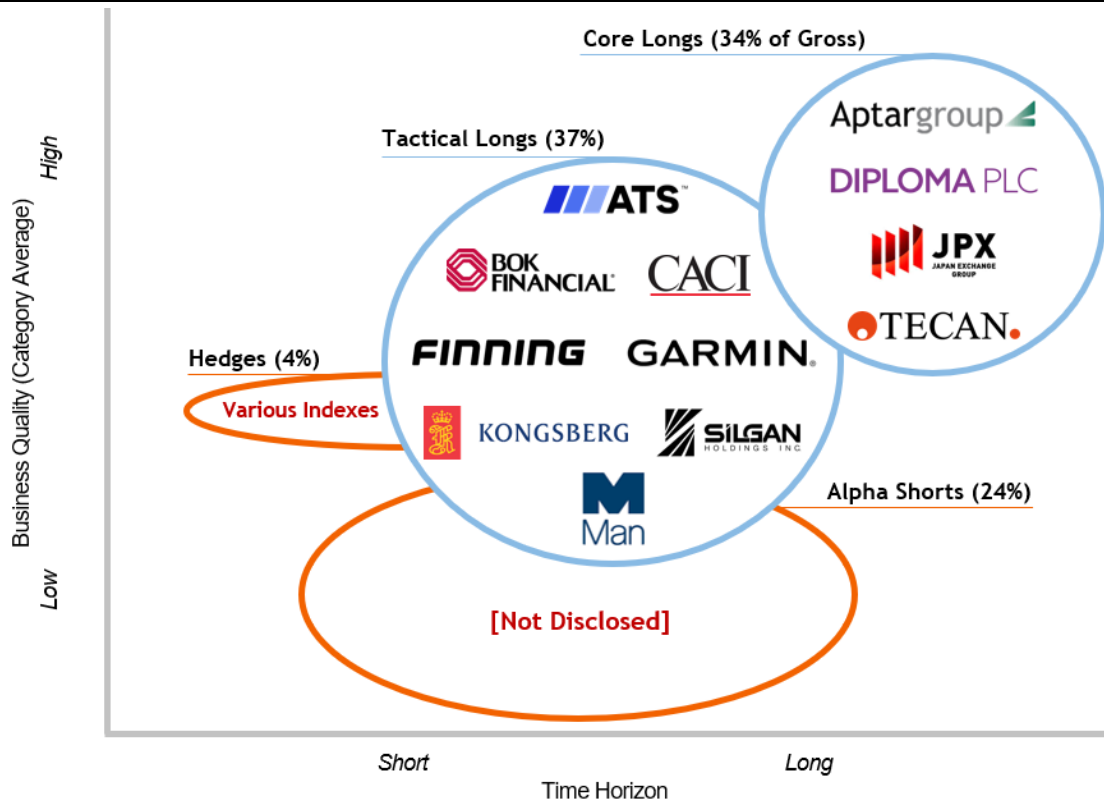 Core Longs (34% of Gross)
Aptargroup
Tactical Longs (37%)
DIPLOMA PLC
ATS™
JPX
JAPAN EXCHANGE
GROUP
BOK
FINANCIAL®
CACI
TECAN.
FINNING
GARMIN®
Hedges (4%)
Various Indexes
KONGSBERG
SILGAN
HOLDINGS INC
M
Man
Alpha Shorts (24%)
[Not Disclosed]
Business Quality (Category Average)
High
Low
Short
Long
Time Horizon